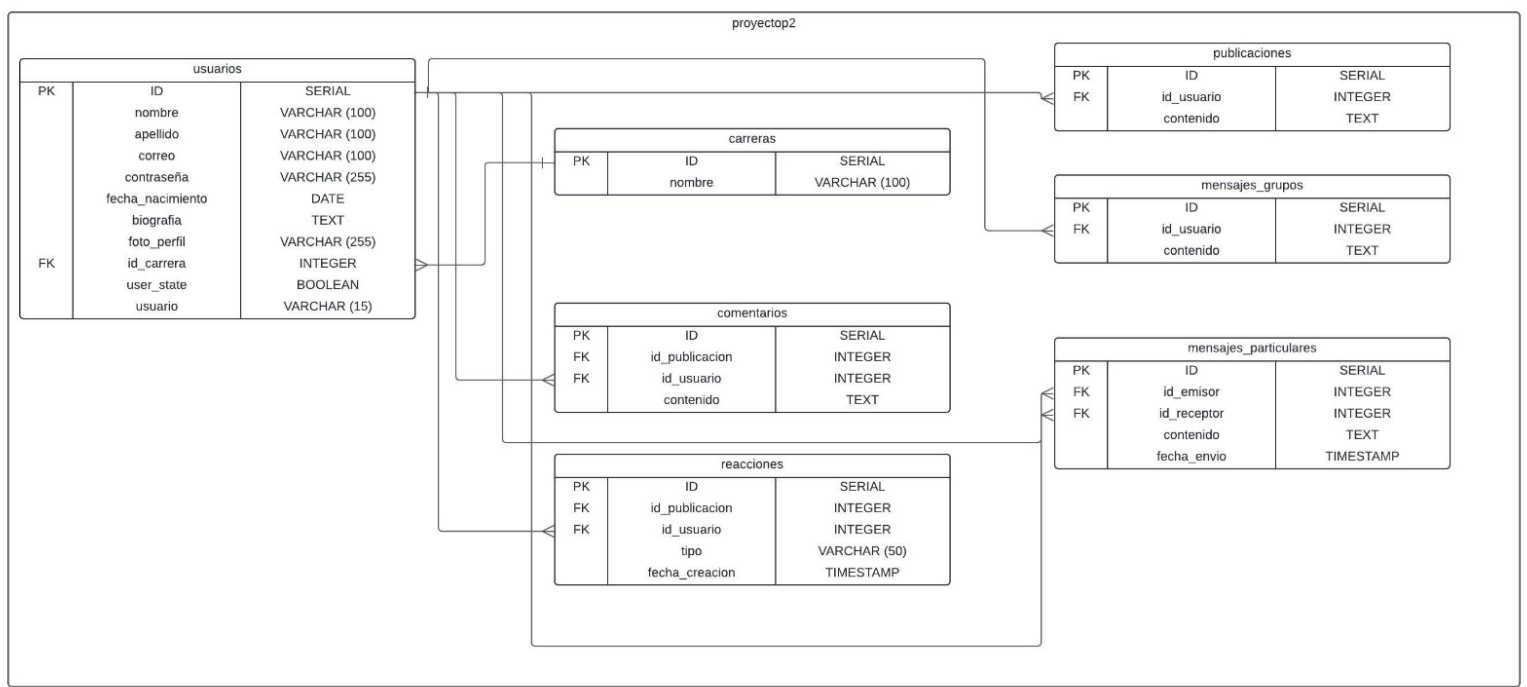 proyectop2
usuarios
PK ID SERIAL
nombre VARCHAR (100)
apellido VARCHAR (100)
correo VARCHAR (100)
contraseña VARCHAR (255)
fecha_nacimiento DATE
biografia TEXT
foto_perfil VARCHAR (255)
FK id_carrera INTEGER
user_state BOOLEAN
usuario VARCHAR (15)
carreras
PK ID SERIAL
nombre VARCHAR (100)
comentarios
PK ID SERIAL
FK id_publicacion INTEGER
FK id_usuario INTEGER
contenido TEXT
reacciones
PK ID SERIAL
FK id_publicacion INTEGER
FK id_usuario INTEGER
tipo VARCHAR (50)
fecha_creacion TIMESTAMP
publicaciones
PK ID SERIAL
FK id_usuario INTEGER
contenido TEXT
mensajes_grupos
PK ID SERIAL
FK id_usuario INTEGER
contenido TEXT
mensajes_particulares
PK ID SERIAL
FK id_emisor INTEGER
FK id_receptor INTEGER
contenido TEXT
fecha_envio TIMESTAMP